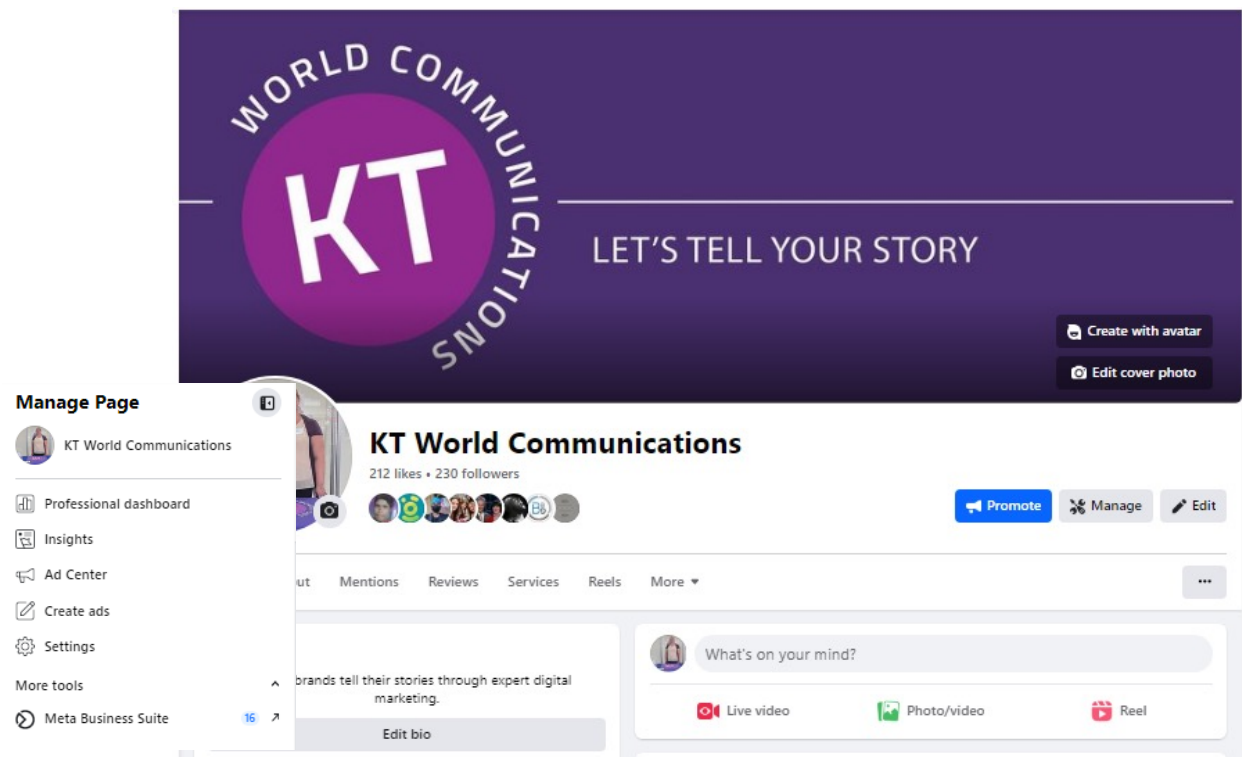 WORLD COMMUNICATIONS
KT
LET'S TELL YOUR STORY
Create with avatar
Edit cover photo
Manage Page
KT World Communications
Professional dashboard
Insights
Ad Center
Create ads
Settings
More tools
Meta Business Suite 16
KT World Communications
212 likes • 230 followers
Promote Manage Edit
ut Mentions Reviews Services Reels More
brands tell their stories through expert digital
marketing.
Edit bio
What's on your mind?
Live video Photo/video Reel